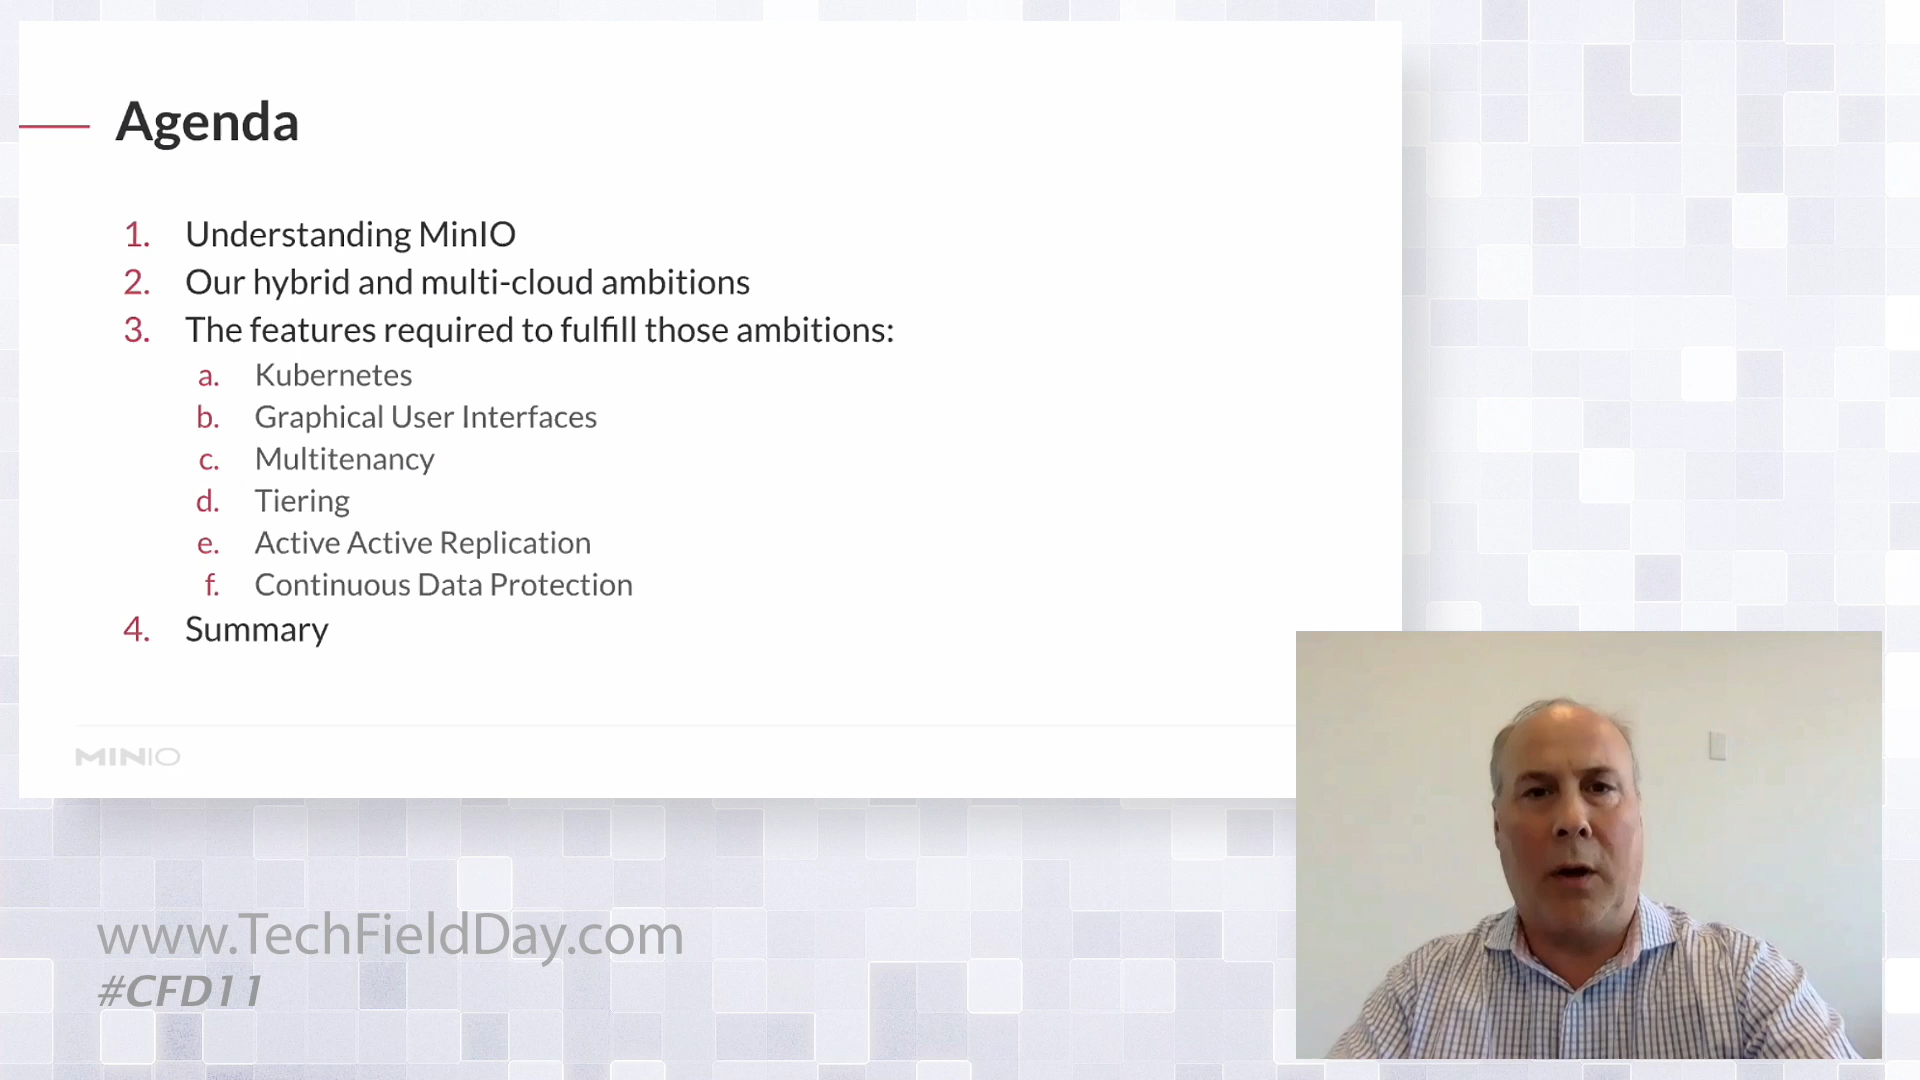 Agenda
1. Understanding MinIO
2. Our hybrid and multi-cloud ambitions
3. The features required to fulfill those ambitions:
a. Kubernetes
b. Graphical User Interfaces
c. Multitenancy
d. Tiering
e. Active Active Replication
f. Continuous Data Protection
4. Summary
MINIO
www.TechFieldDay.com
#CFD11